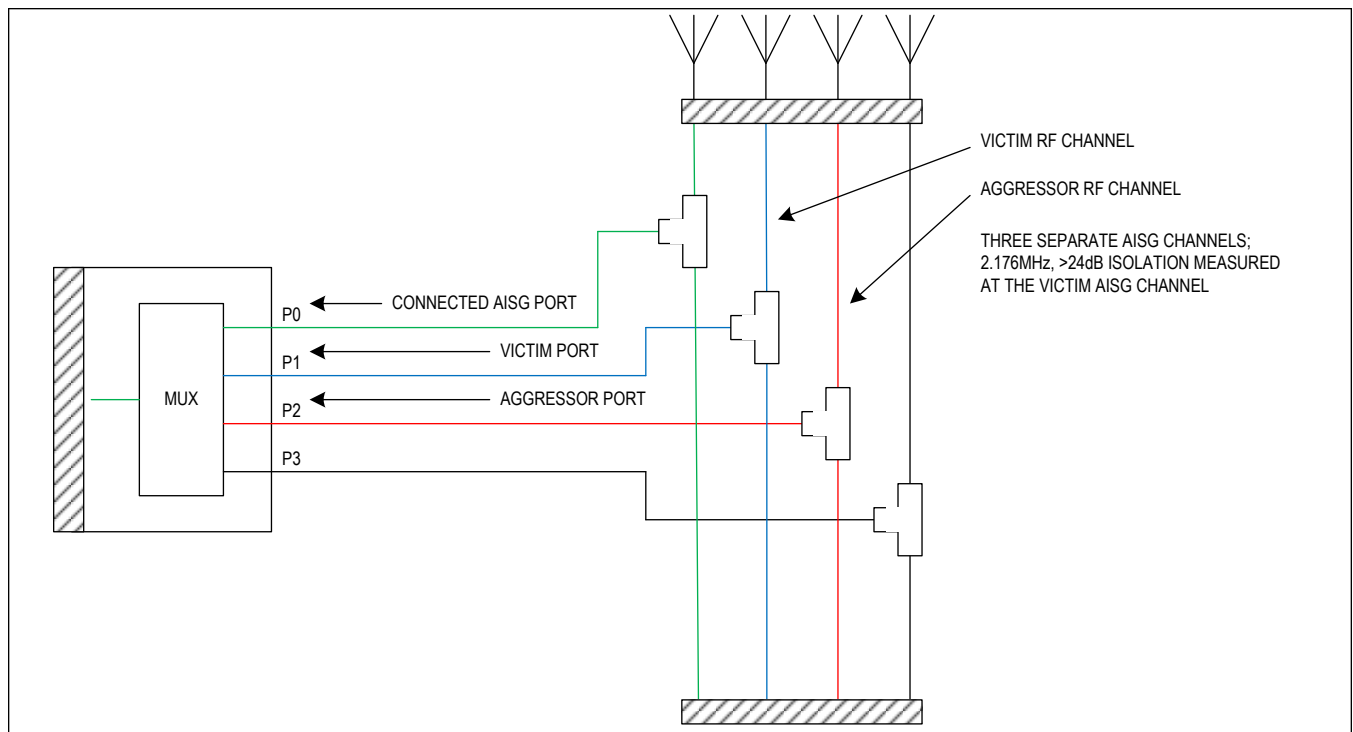 VICTIM RF CHANNEL
AGGRESSOR RF CHANNEL
THREE SEPARATE AISG CHANNELS;
2.176MHz, >24dB ISOLATION MEASURED
AT THE VICTIM AISG CHANNEL
P0
CONNECTED AISG PORT
P1
VICTIM PORT
MUX
P2
AGGRESSOR PORT
P3